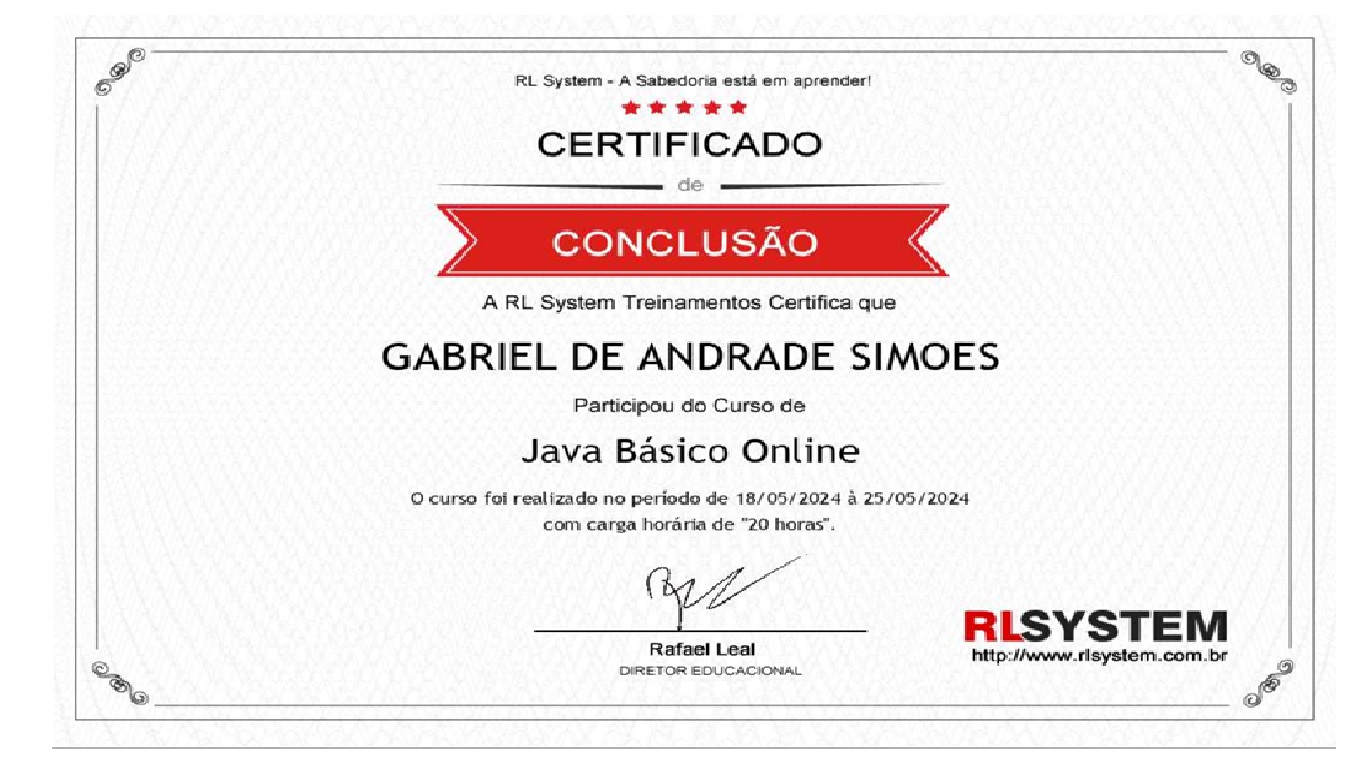 RL System - A Sabedoria está em aprender!
CERTIFICADO
de
CONCLUSÃO
A RL System Treinamentos Certifica que
GABRIEL DE ANDRADE SIMOES
Participou do Curso de
Java Básico Online
O curso foi realizado no período de 18/05/2024 à 25/05/2024
com carga horária de "20 horas".
Rafael Leal
DIRETOR EDUCACIONAL
RLSYSTEM
http://www.rlsystem.com.br